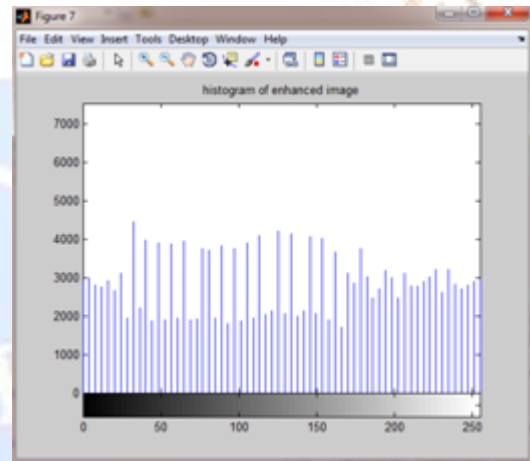 Figure 7
File Edit View Insert Tools Desktop Window Help
histogram of enhanced image
7000
6000
5000
4000
3000
2000
1000
0
0 50 100 150 200 250